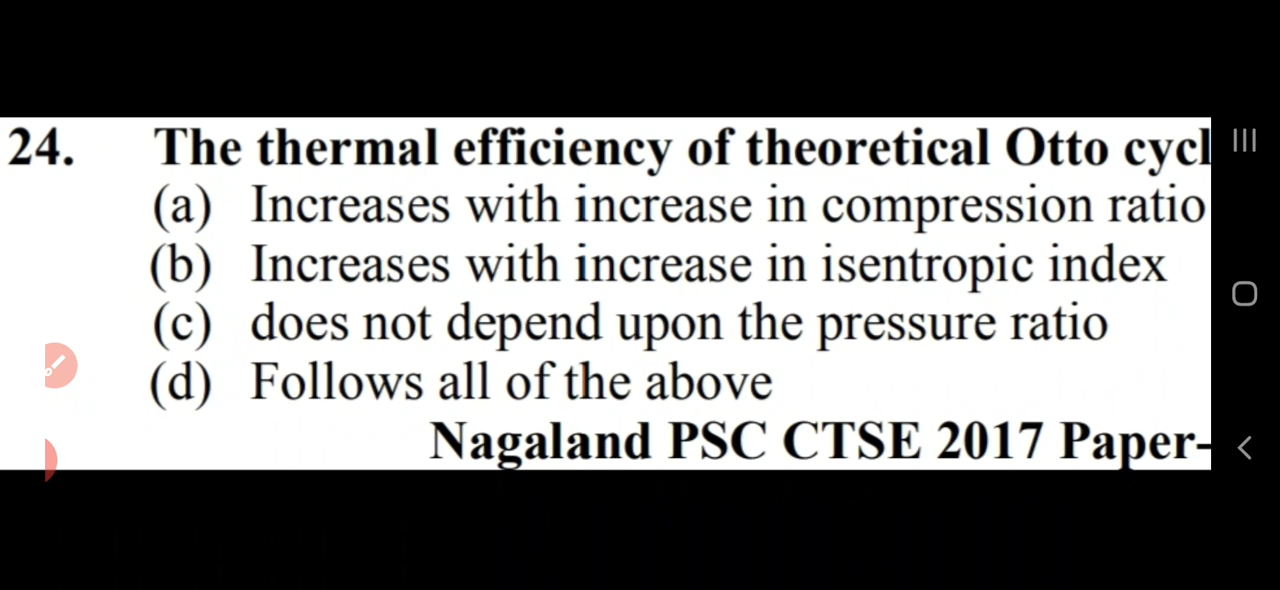 24. The thermal efficiency of theoretical Otto cycl
(a) Increases with increase in compression ratio
(b) Increases with increase in isentropic index
(c) does not depend upon the pressure ratio
(d) Follows all of the above
Nagaland PSC CTSE 2017 Paper-